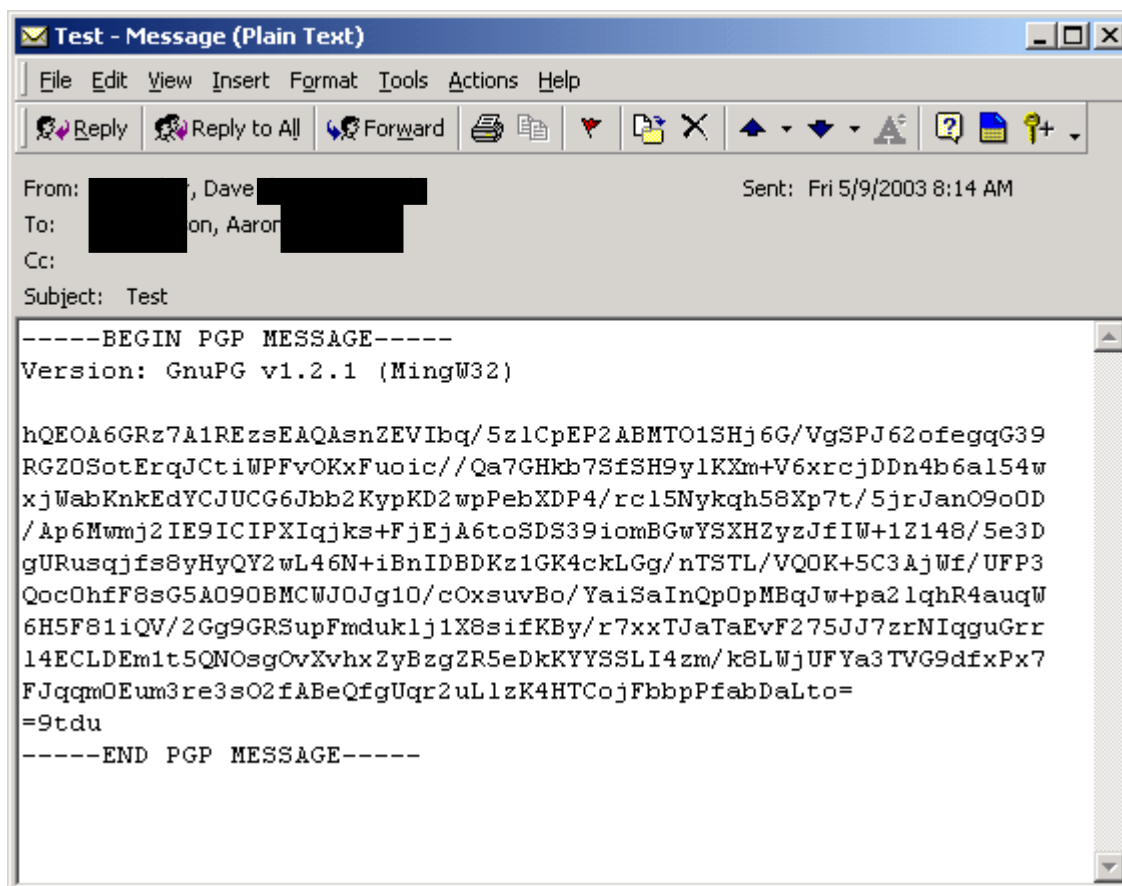 Test - Message (Plain Text)
File Edit View Insert Format Tools Actions Help
Reply Reply to All Forward
From: , Dave Sent: Fri 5/9/2003 8:14 AM
To: on, Aaron
Cc:
Subject: Test
-----BEGIN PGP MESSAGE-----
Version: GnuPG v1.2.1 (MingW32)
hQEOA6GRz7A1REzsEAQAsnZEVIbq/5zlCpEP2ABMTO1SHj6G/VgSPJ62ofegqG39
RGZOSotErqJCtiWPFvOKxFuoic//Qa7GHkb7SfSH9ylKXm+V6xrcjDDn4b6al54w
xjWabKnkEdYCJUCG6Jbb2KypKD2wpPebXDP4/rcl5Nykqh58Xp7t/5jrJanO9oOD
/Ap6Mwmj2IE9ICIPXIqjks+FjEjA6toSDS39iomBGwYSXHZyzJfIW+1Z148/5e3D
gURusqjfs8yHyQY2wL46N+iBnIDBDKz1GK4ckLGg/nTSTL/VQOK+5C3AjWf/UFP3
QocOhfF8sG5AO9OBMCWJOJg10/cOxsuvBo/YaiSaInQpOpMBqJw+pa2lqhR4auqW
6H5F81iQV/2Gg9GRSupFmduklj1X8sifKBy/r7xxTJaTaEvF275JJ7zrNIqguGrr
l4ECLDEm1t5QNOsgOvXvhxZyBzgZR5eDkKYYSSLI4zm/k8LWjUFYa3TVG9dfxPx7
FJqqmOEum3re3sO2fABeQfgUqr2uLlzK4HTCojFbbpPfabDaLto=
=9tdu
-----END PGP MESSAGE-----